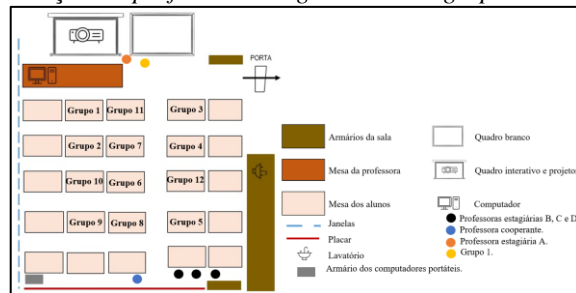 PORTA
Grupo 1
Grupo 11
Grupo 3
Grupo 2
Grupo 7
Grupo 4
Grupo 10
Grupo 6
Grupo 12
Grupo 9
Grupo 8
Grupo 5
Armários da sala
Quadro branco
Mesa da professora
Quadro interativo e projetor
Mesa dos alunos
Computador
Janelas
Professoras estagiárias B, C e D
Placar
Professora cooperante.
Lavatório
Professora estagiária A.
Grupo 1.
Armário dos computadores portáteis.